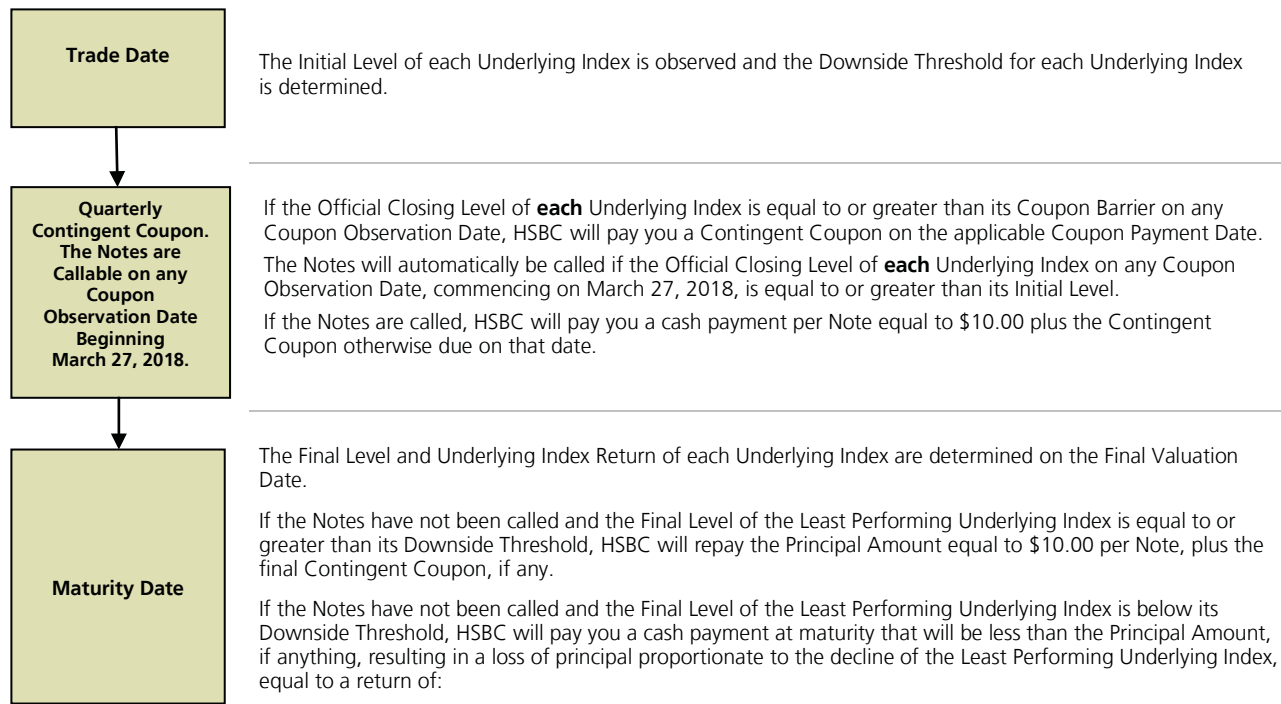 Trade Date
The Initial Level of each Underlying Index is observed and the Downside Threshold for each Underlying Index
is determined.
Quarterly
Contingent Coupon.
The Notes are
Callable on any
Coupon
Observation Date
Beginning
March 27, 2018.
If the Official Closing Level of each Underlying Index is equal to or greater than its Coupon Barrier on any
Coupon Observation Date, HSBC will pay you a Contingent Coupon on the applicable Coupon Payment Date.
The Notes will automatically be called if the Official Closing Level of each Underlying Index on any Coupon
Observation Date, commencing on March 27, 2018, is equal to or greater than its Initial Level.
If the Notes are called, HSBC will pay you a cash payment per Note equal to $10.00 plus the Contingent
Coupon otherwise due on that date.
Maturity Date
The Final Level and Underlying Index Return of each Underlying Index are determined on the Final Valuation
Date.
If the Notes have not been called and the Final Level of the Least Performing Underlying Index is equal to or
greater than its Downside Threshold, HSBC will repay the Principal Amount equal to $10.00 per Note, plus the
final Contingent Coupon, if any.
If the Notes have not been called and the Final Level of the Least Performing Underlying Index is below its
Downside Threshold, HSBC will pay you a cash payment at maturity that will be less than the Principal Amount,
if anything, resulting in a loss of principal proportionate to the decline of the Least Performing Underlying Index,
equal to a return of: